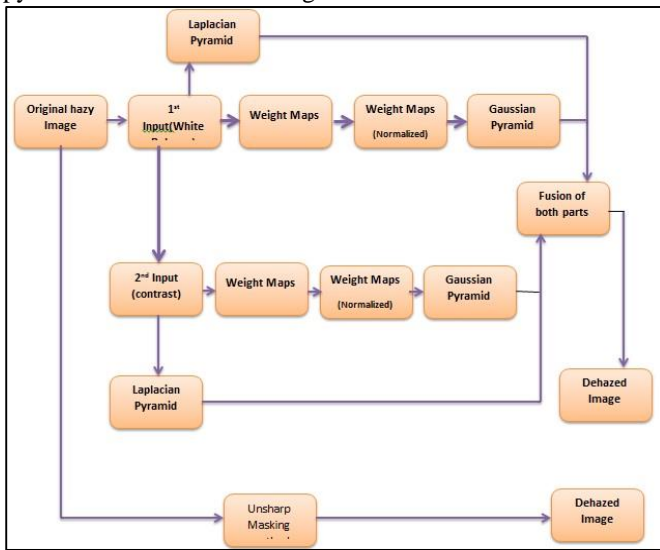 Laplacian
Pyramid
Original hazy
Image
1st
Input(White
Weight Maps
Weight Maps
(Normalized)
Gaussian
Pyramid
Fusion of
both parts
2nd Input
(contrast)
Weight Maps
Weight Maps
(Normalized)
Gaussian
Pyramid
Laplacian
Pyramid
Dehazed
Image
Unsharp
Masking
Dehazed
Image